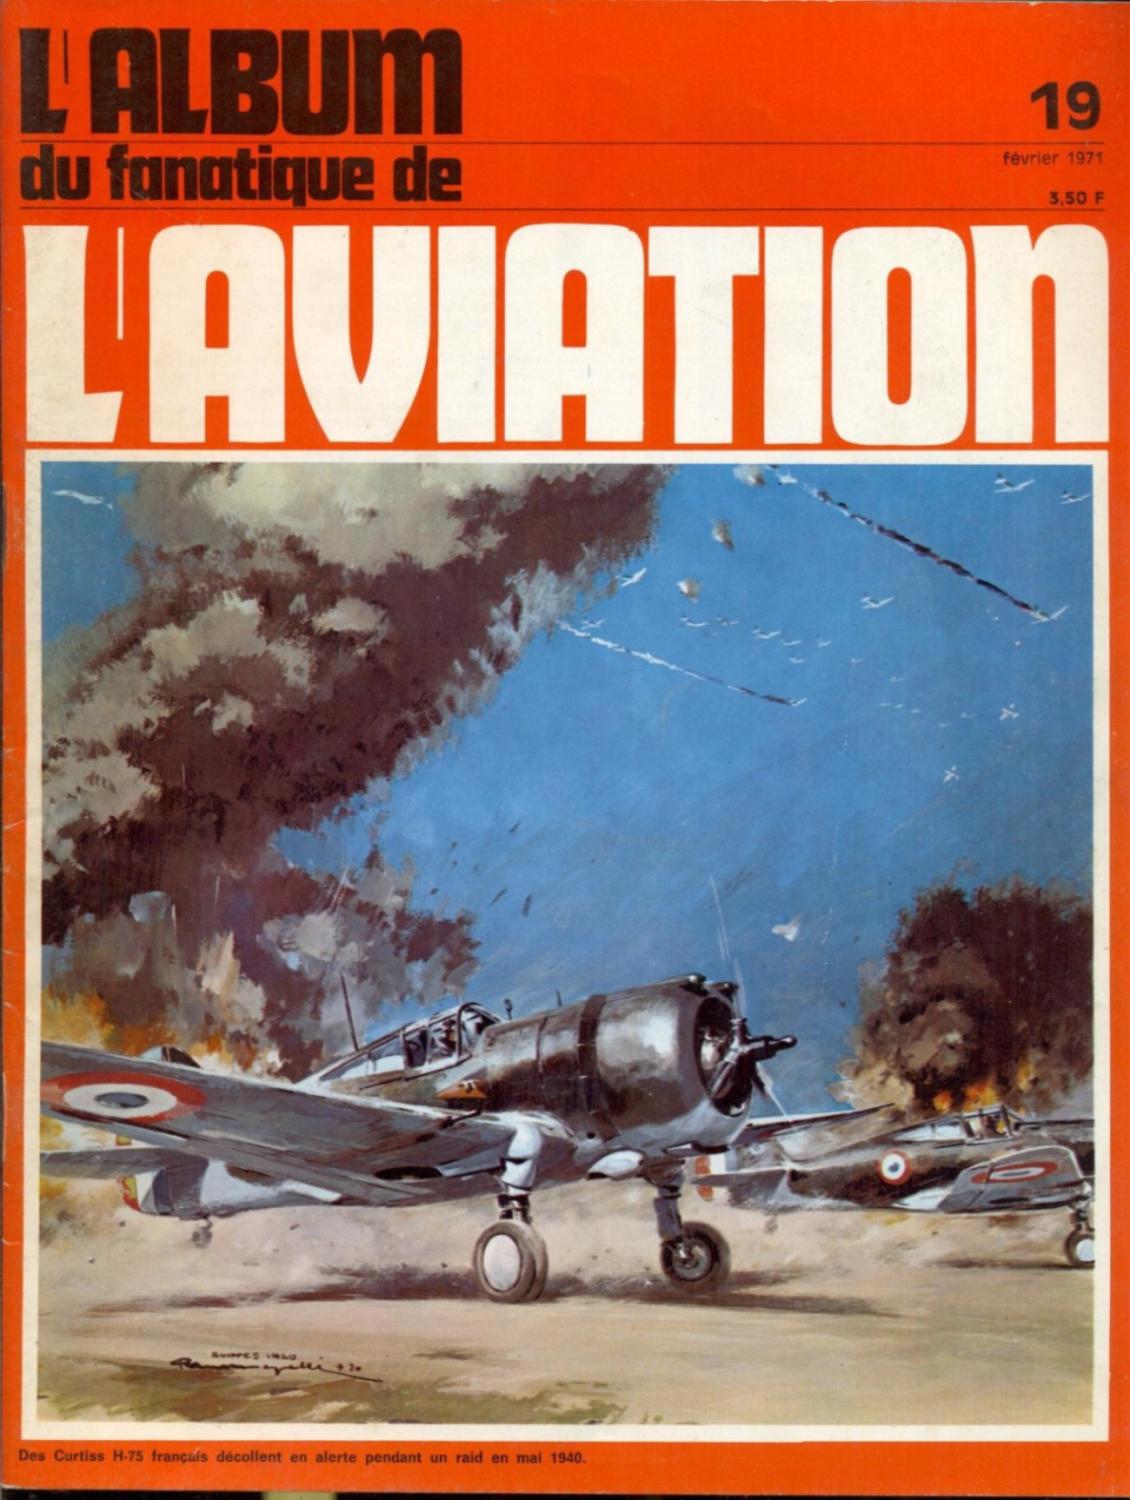 L'ALBUM
du fanatique de
L'AVIATION
19
février 1971
3,50 F
Des Curtiss H-75 français décollent en alerte pendant un raid en mai 1940.